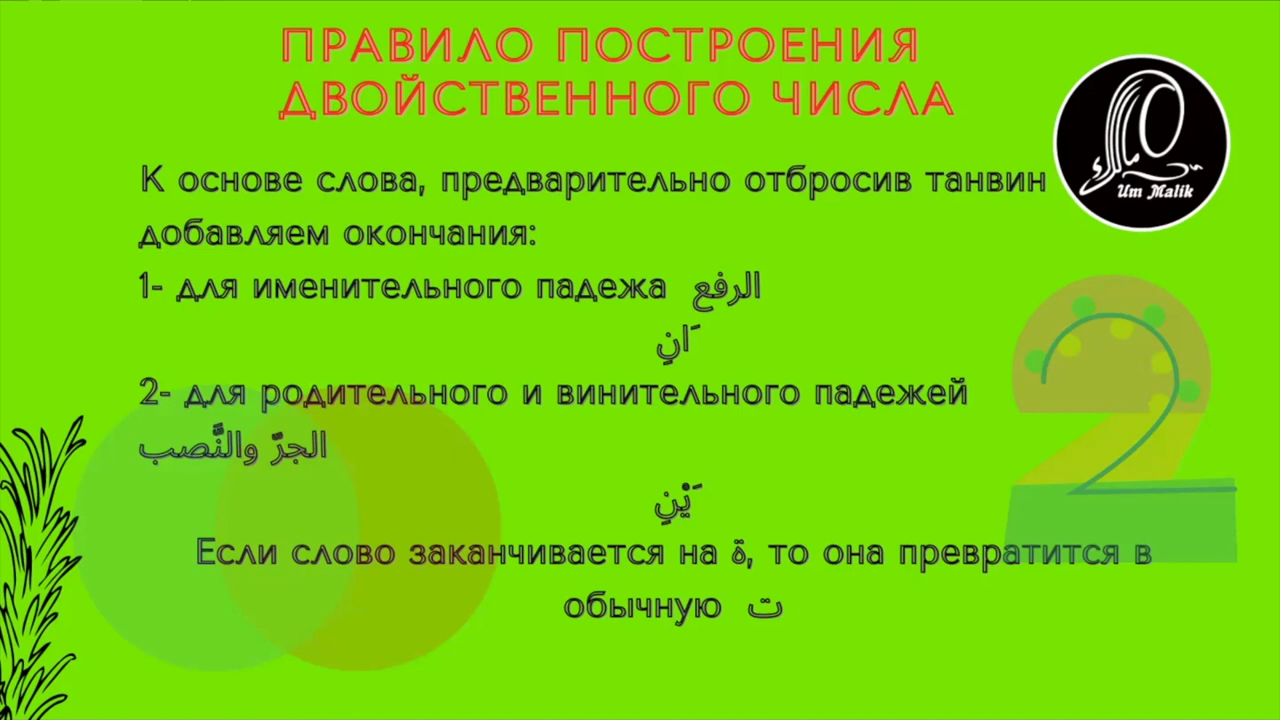 ПРАВИЛО ПОСТРОЕНИЯ
ДВОЙСТВЕННОГО ЧИСЛА
К основе слова, предварительно отбросив танвин
добавляем окончания:
1- для именительного падежа الرفع
َانِ
2- для родительного и винительного падежей
الجرّ والنَّصب
َيْنِ
Если слово заканчивается на ة, то она превратится в
обычную ت
Um Malik
2